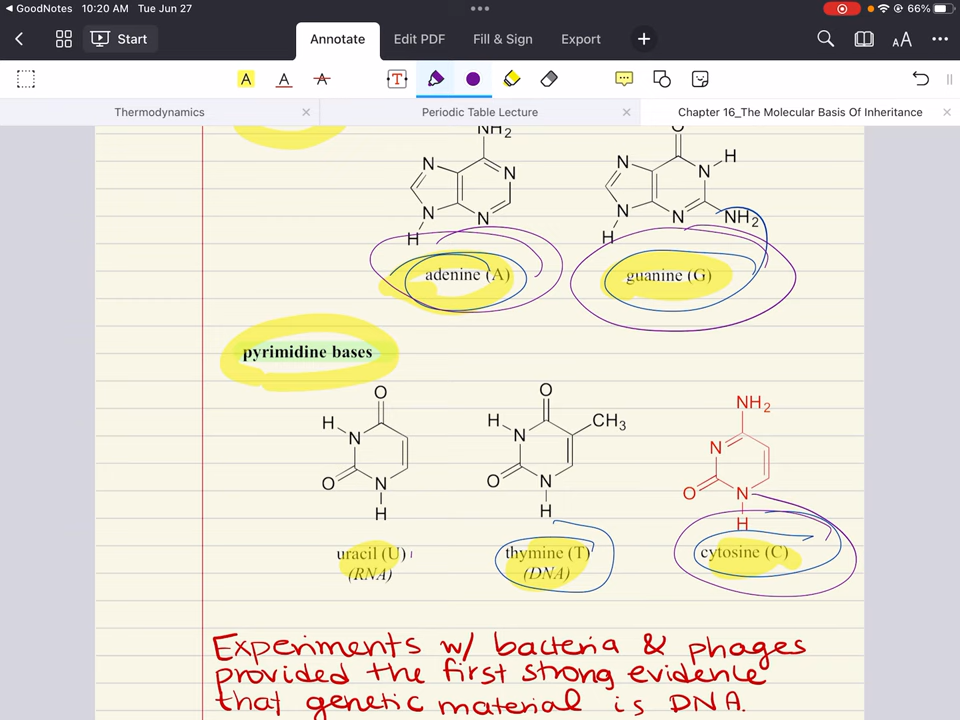 GoodNotes 10:20 AM Tue Jun 27 66%
Start Annotate Edit PDF Fill & Sign Export
A A A T AA
Thermodynamics Periodic Table Lecture Chapter 16_The Molecular Basis Of Inheritance
NH2 O
N N N N H
N N N N NH2
H H
adenine (A) guanine (G)
pyrimidine bases
O O NH2
H N H N CH3 N
O N O N O N
H H H
uracil (U) thymine (T) cytosine (C)
(RNA) (DNA)
Experiments w/ bacteria & phages
provided the first strong evidence
that genetic material is DNA.